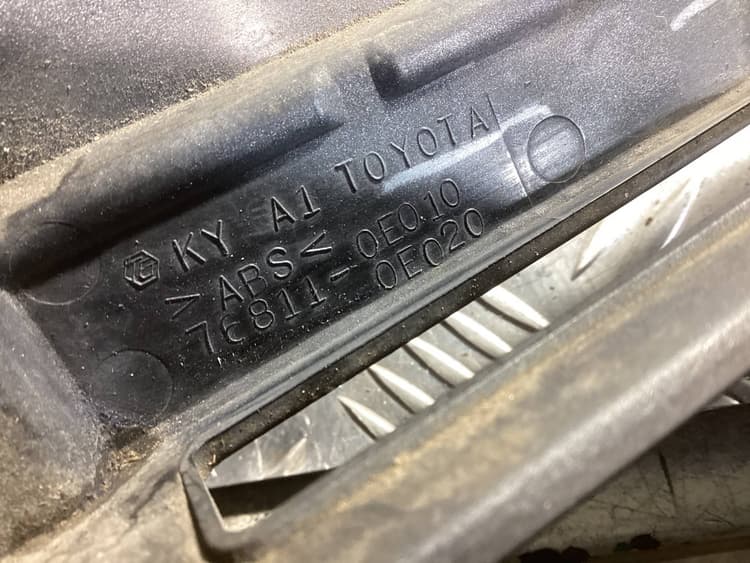 KY A1 TOYOTA
>ABS< 0E010
76811- 0E020